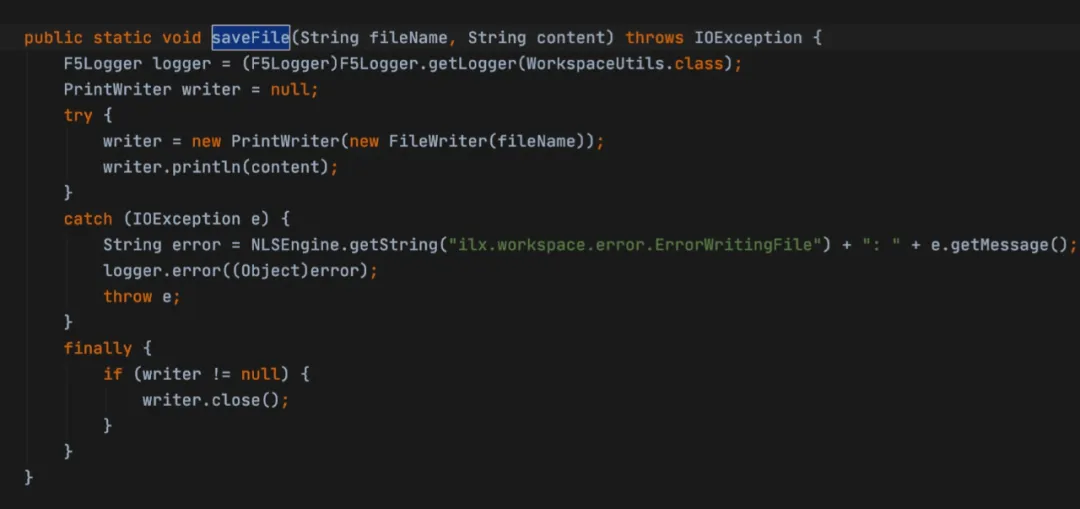 public static void saveFile(String fileName, String content) throws IOException {
F5Logger logger = (F5Logger)F5Logger.getLogger(WorkspaceUtils.class);
PrintWriter writer = null;
try {
writer = new PrintWriter(new FileWriter(fileName));
writer.println(content);
}
catch (IOException e) {
String error = NLSEngine.getString("ilx.workspace.error.ErrorWritingFile") + ": " + e.getMessage();
logger.error((Object)error);
throw e;
}
finally {
if (writer != null) {
writer.close();
}
}
}